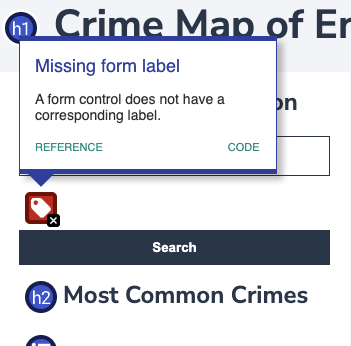 h1 Crime Map of Er
Missing form label
on
A form control does not have a
corresponding label.
REFERENCE CODE
Search
h2 Most Common Crimes